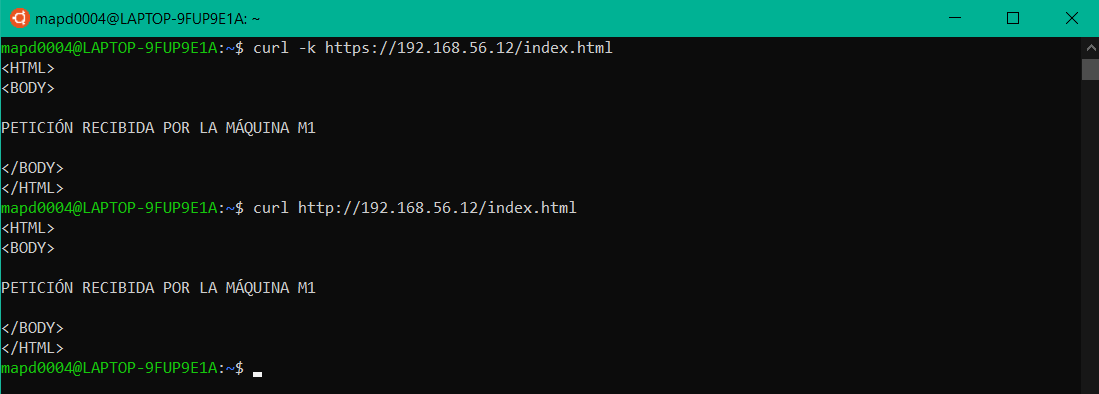 mapd0004@LAPTOP-9FUP9E1A: ~
mapd0004@LAPTOP-9FUP9E1A:~$ curl -k https://192.168.56.12/index.html
<HTML>
<BODY>
PETICIÓN RECIBIDA POR LA MÁQUINA M1
</BODY>
</HTML>
mapd0004@LAPTOP-9FUP9E1A:~$ curl http://192.168.56.12/index.html
<HTML>
<BODY>
PETICIÓN RECIBIDA POR LA MÁQUINA M1
</BODY>
</HTML>
mapd0004@LAPTOP-9FUP9E1A:~$